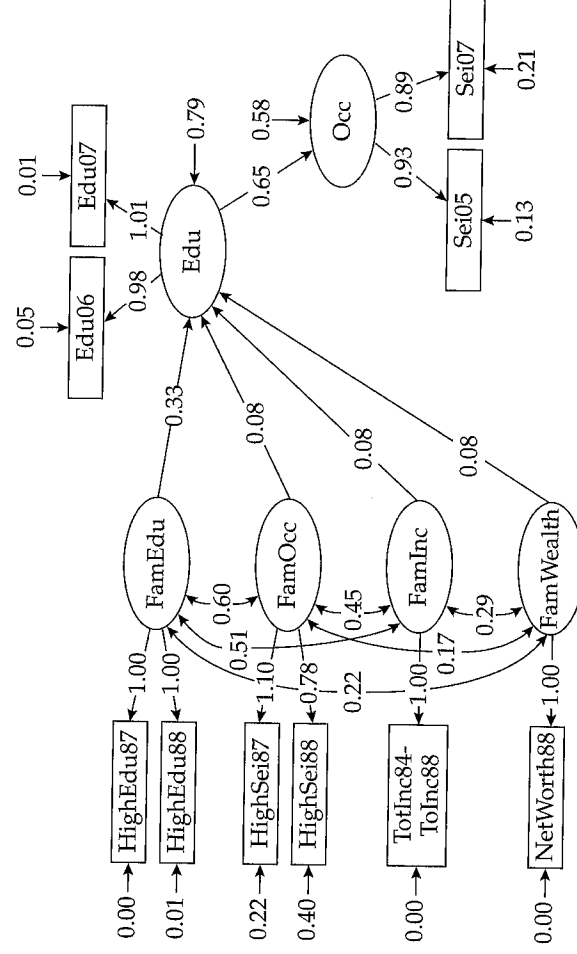 0.00
HighEdu87
1.00
0.01
HighEdu88
1.00
0.22
HighSei87
1.10
0.40
HighSei88
0.78
0.00
TotInc84-
ToInc88
1.00
0.00
NetWorth88
1.00
FamEdu
FamOcc
FamInc
FamWealth
0.60
0.45
0.29
0.51
0.17
0.22
0.33
0.08
0.08
0.08
0.05
Edu06
0.98
0.01
Edu07
1.01
Edu
0.79
0.65
0.58
Occ
0.93
0.89
Sei05
0.13
Sei07
0.21